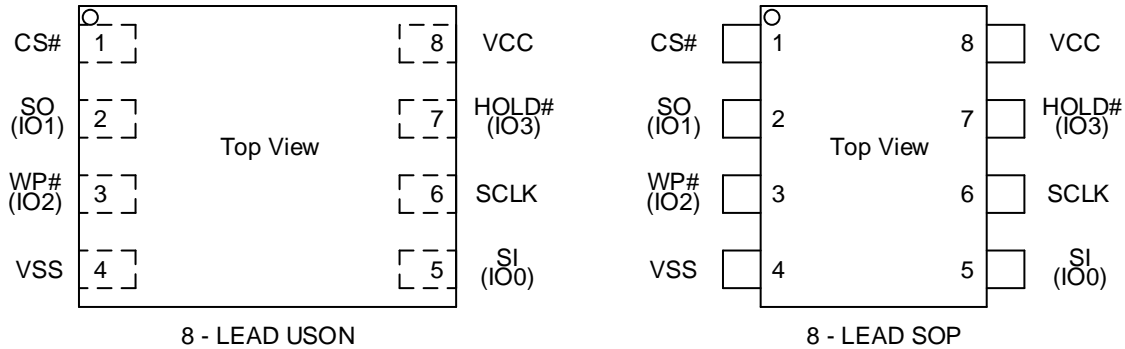 CS#
1
8
VCC
SO
(IO1)
2
7
HOLD#
(IO3)
Top View
WP#
(IO2)
3
6
SCLK
VSS
4
5
SI
(IO0)
8 - LEAD USON
CS#
1
8
VCC
SO
(IO1)
2
7
HOLD#
(IO3)
Top View
WP#
(IO2)
3
6
SCLK
VSS
4
5
SI
(IO0)
8 - LEAD SOP